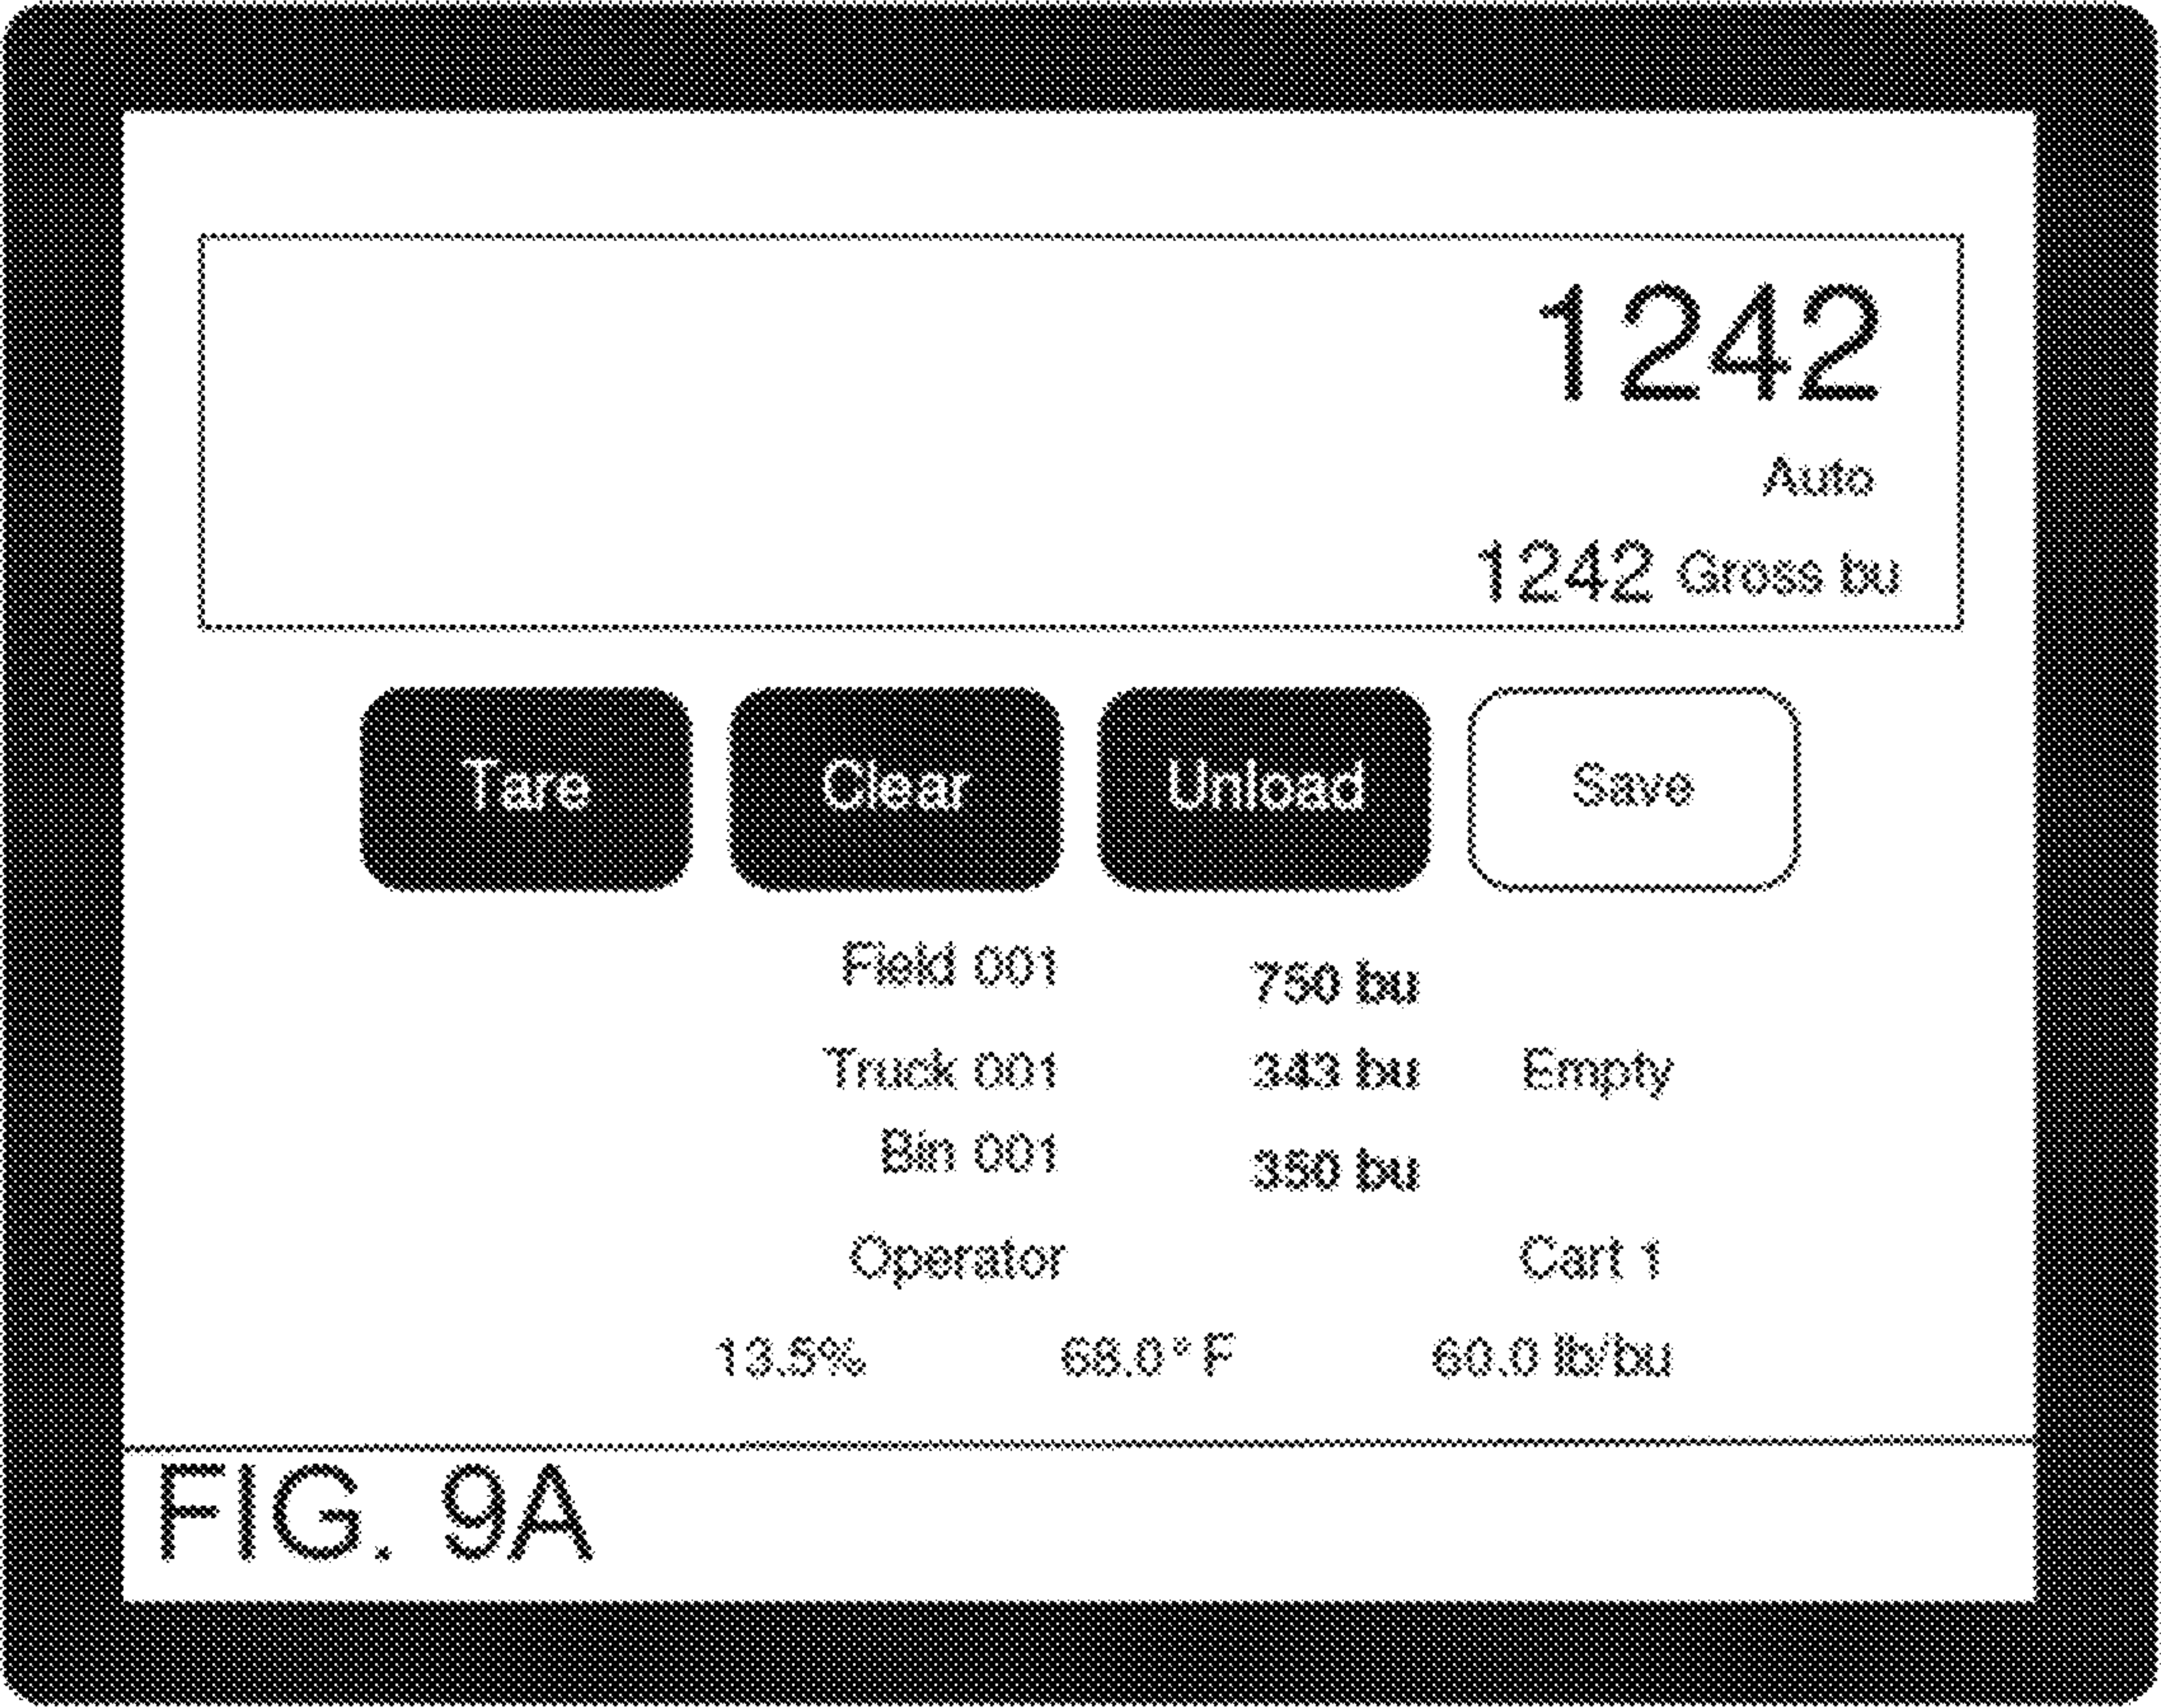 1242
Auto
1242 Gross bu
Tare Clear Unload Save
Field 001 750 bu
Truck 001 343 bu Empty
Bin 001 350 bu
Operator Cart 1
13.5% 68.0° F 60.0 lb/bu
FIG. 9A